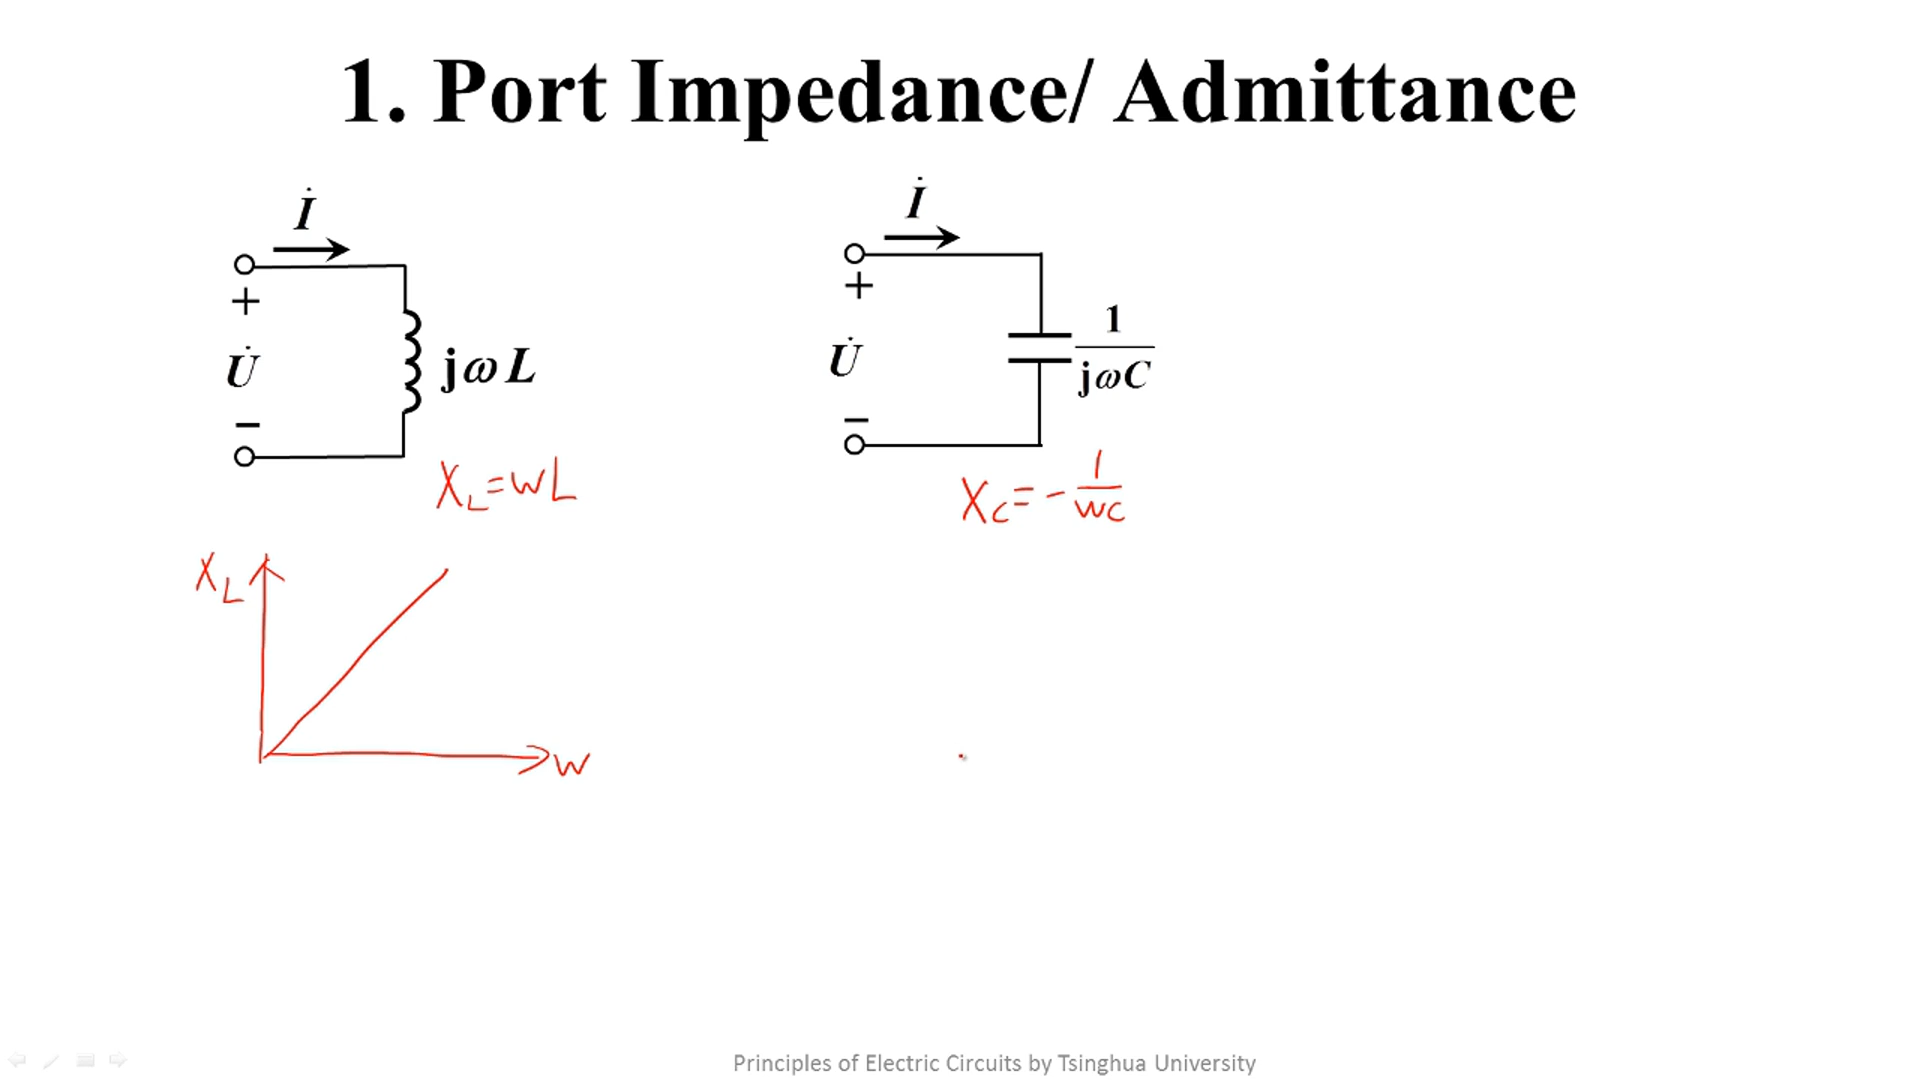 1. Port Impedance/ Admittance
İ
+
U̇
−
jωL
X_L=wL
X_L
w
İ
+
U̇
−
1
jωC
X_C=-1/wc
Principles of Electric Circuits by Tsinghua University